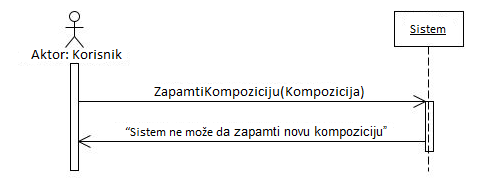 Sistem
Aktor: Korisnik
ZapamtiKompoziciju(Kompozicija)
“Sistem ne može da zapamti novu kompoziciju”